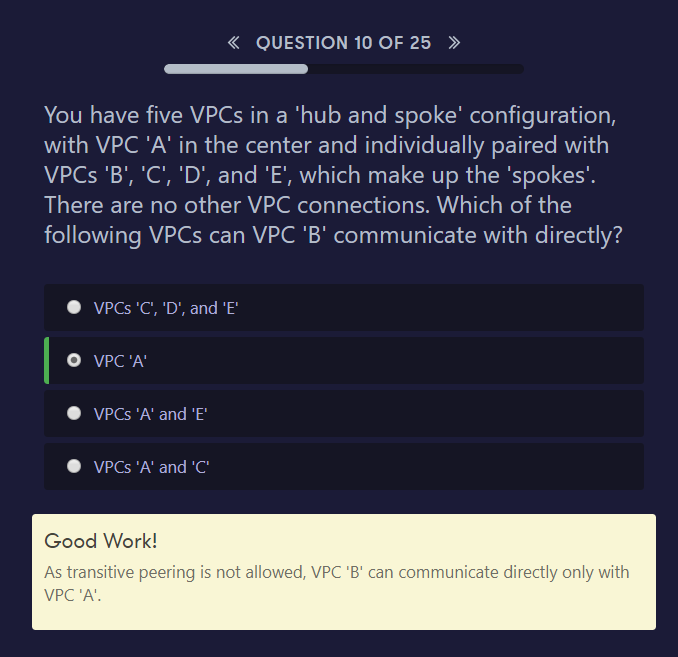 « QUESTION 10 OF 25 »
You have five VPCs in a 'hub and spoke' configuration,
with VPC 'A' in the center and individually paired with
VPCs 'B', 'C', 'D', and 'E', which make up the 'spokes'.
There are no other VPC connections. Which of the
following VPCs can VPC 'B' communicate with directly?
VPCs 'C', 'D', and 'E'
VPC 'A'
VPCs 'A' and 'E'
VPCs 'A' and 'C'
Good Work!
As transitive peering is not allowed, VPC 'B' can communicate directly only with
VPC 'A'.